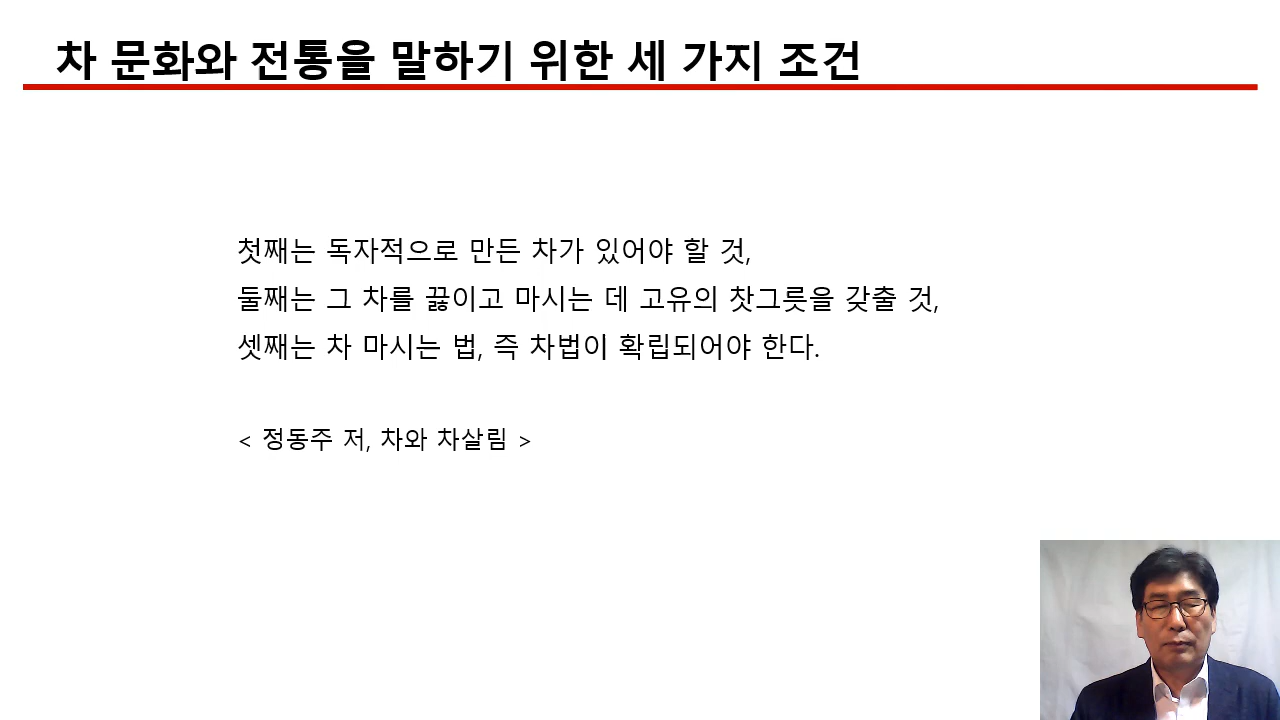 차 문화와 전통을 말하기 위한 세 가지 조건
첫째는 독자적으로 만든 차가 있어야 할 것,
둘째는 그 차를 끓이고 마시는 데 고유의 찻그릇을 갖출 것,
셋째는 차 마시는 법, 즉 차법이 확립되어야 한다.
< 정동주 저, 차와 차살림 >